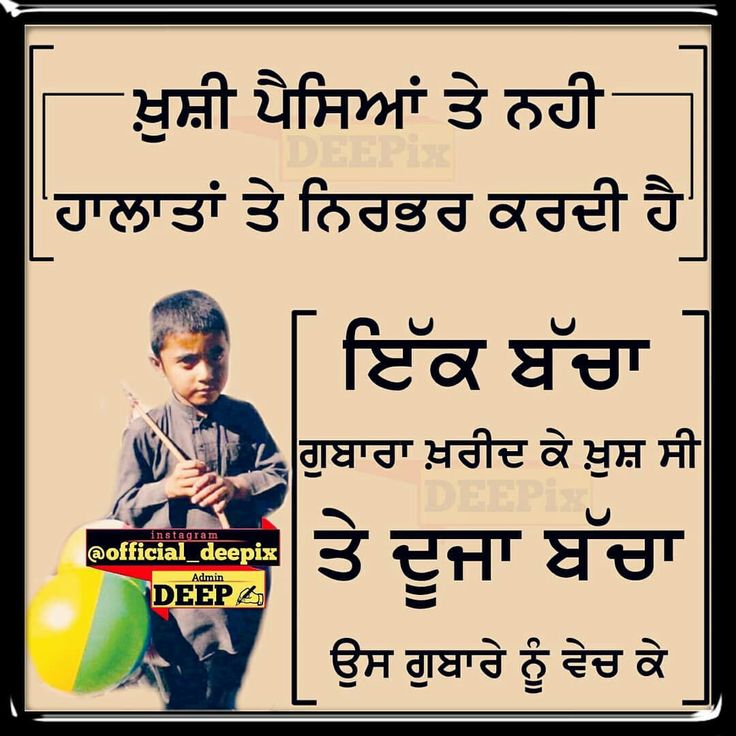 ਖ਼ੁਸ਼ੀ ਪੈਸਿਆਂ ਤੇ ਨਹੀ
DEEPix
ਹਾਲਾਤਾਂ ਤੇ ਨਿਰਭਰ ਕਰਦੀ ਹੈ
ਇੱਕ ਬੱਚਾ
ਗੁਬਾਰਾ ਖ਼ਰੀਦ ਕੇ ਖ਼ੁਸ਼ ਸੀ
DEEPix
ਤੇ ਦੂਜਾ ਬੱਚਾ
ਉਸ ਗੁਬਾਰੇ ਨੂੰ ਵੇਚ ਕੇ
instagram
@official_deepix
Admin
DEEP